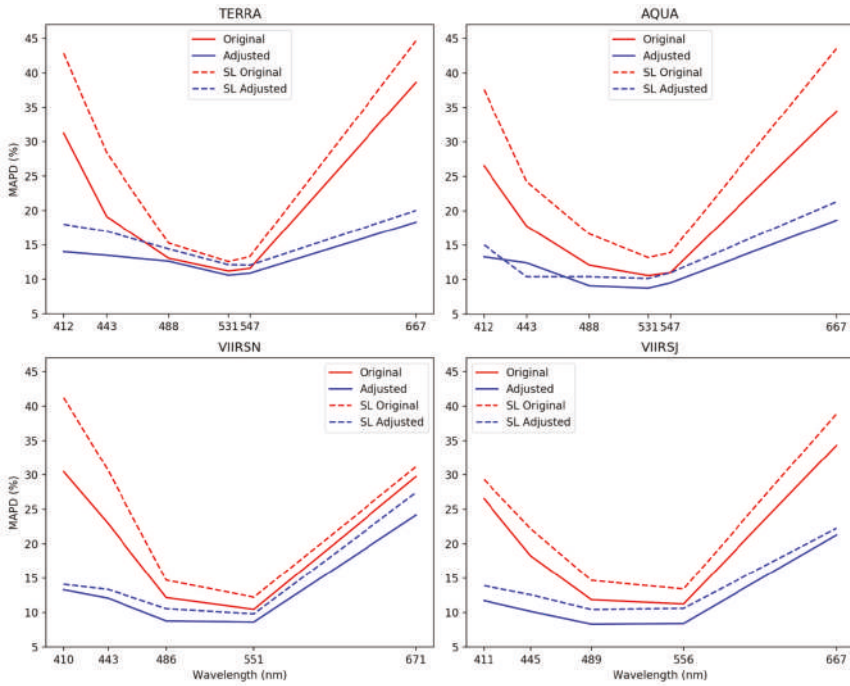 TERRA
45
40
35
30
25
20
15
10
5
MAPD (%)
Original
Adjusted
SL Original
SL Adjusted
412 443 488 531 547 667
AQUA
45
40
35
30
25
20
15
10
5
Original
Adjusted
SL Original
SL Adjusted
412 443 488 531 547 667
VIIRSN
45
40
35
30
25
20
15
10
5
MAPD (%)
Original
Adjusted
SL Original
SL Adjusted
410 443 486 551 671
Wavelength (nm)
VIIRSJ
45
40
35
30
25
20
15
10
5
Original
Adjusted
SL Original
SL Adjusted
411 445 489 556 667
Wavelength (nm)